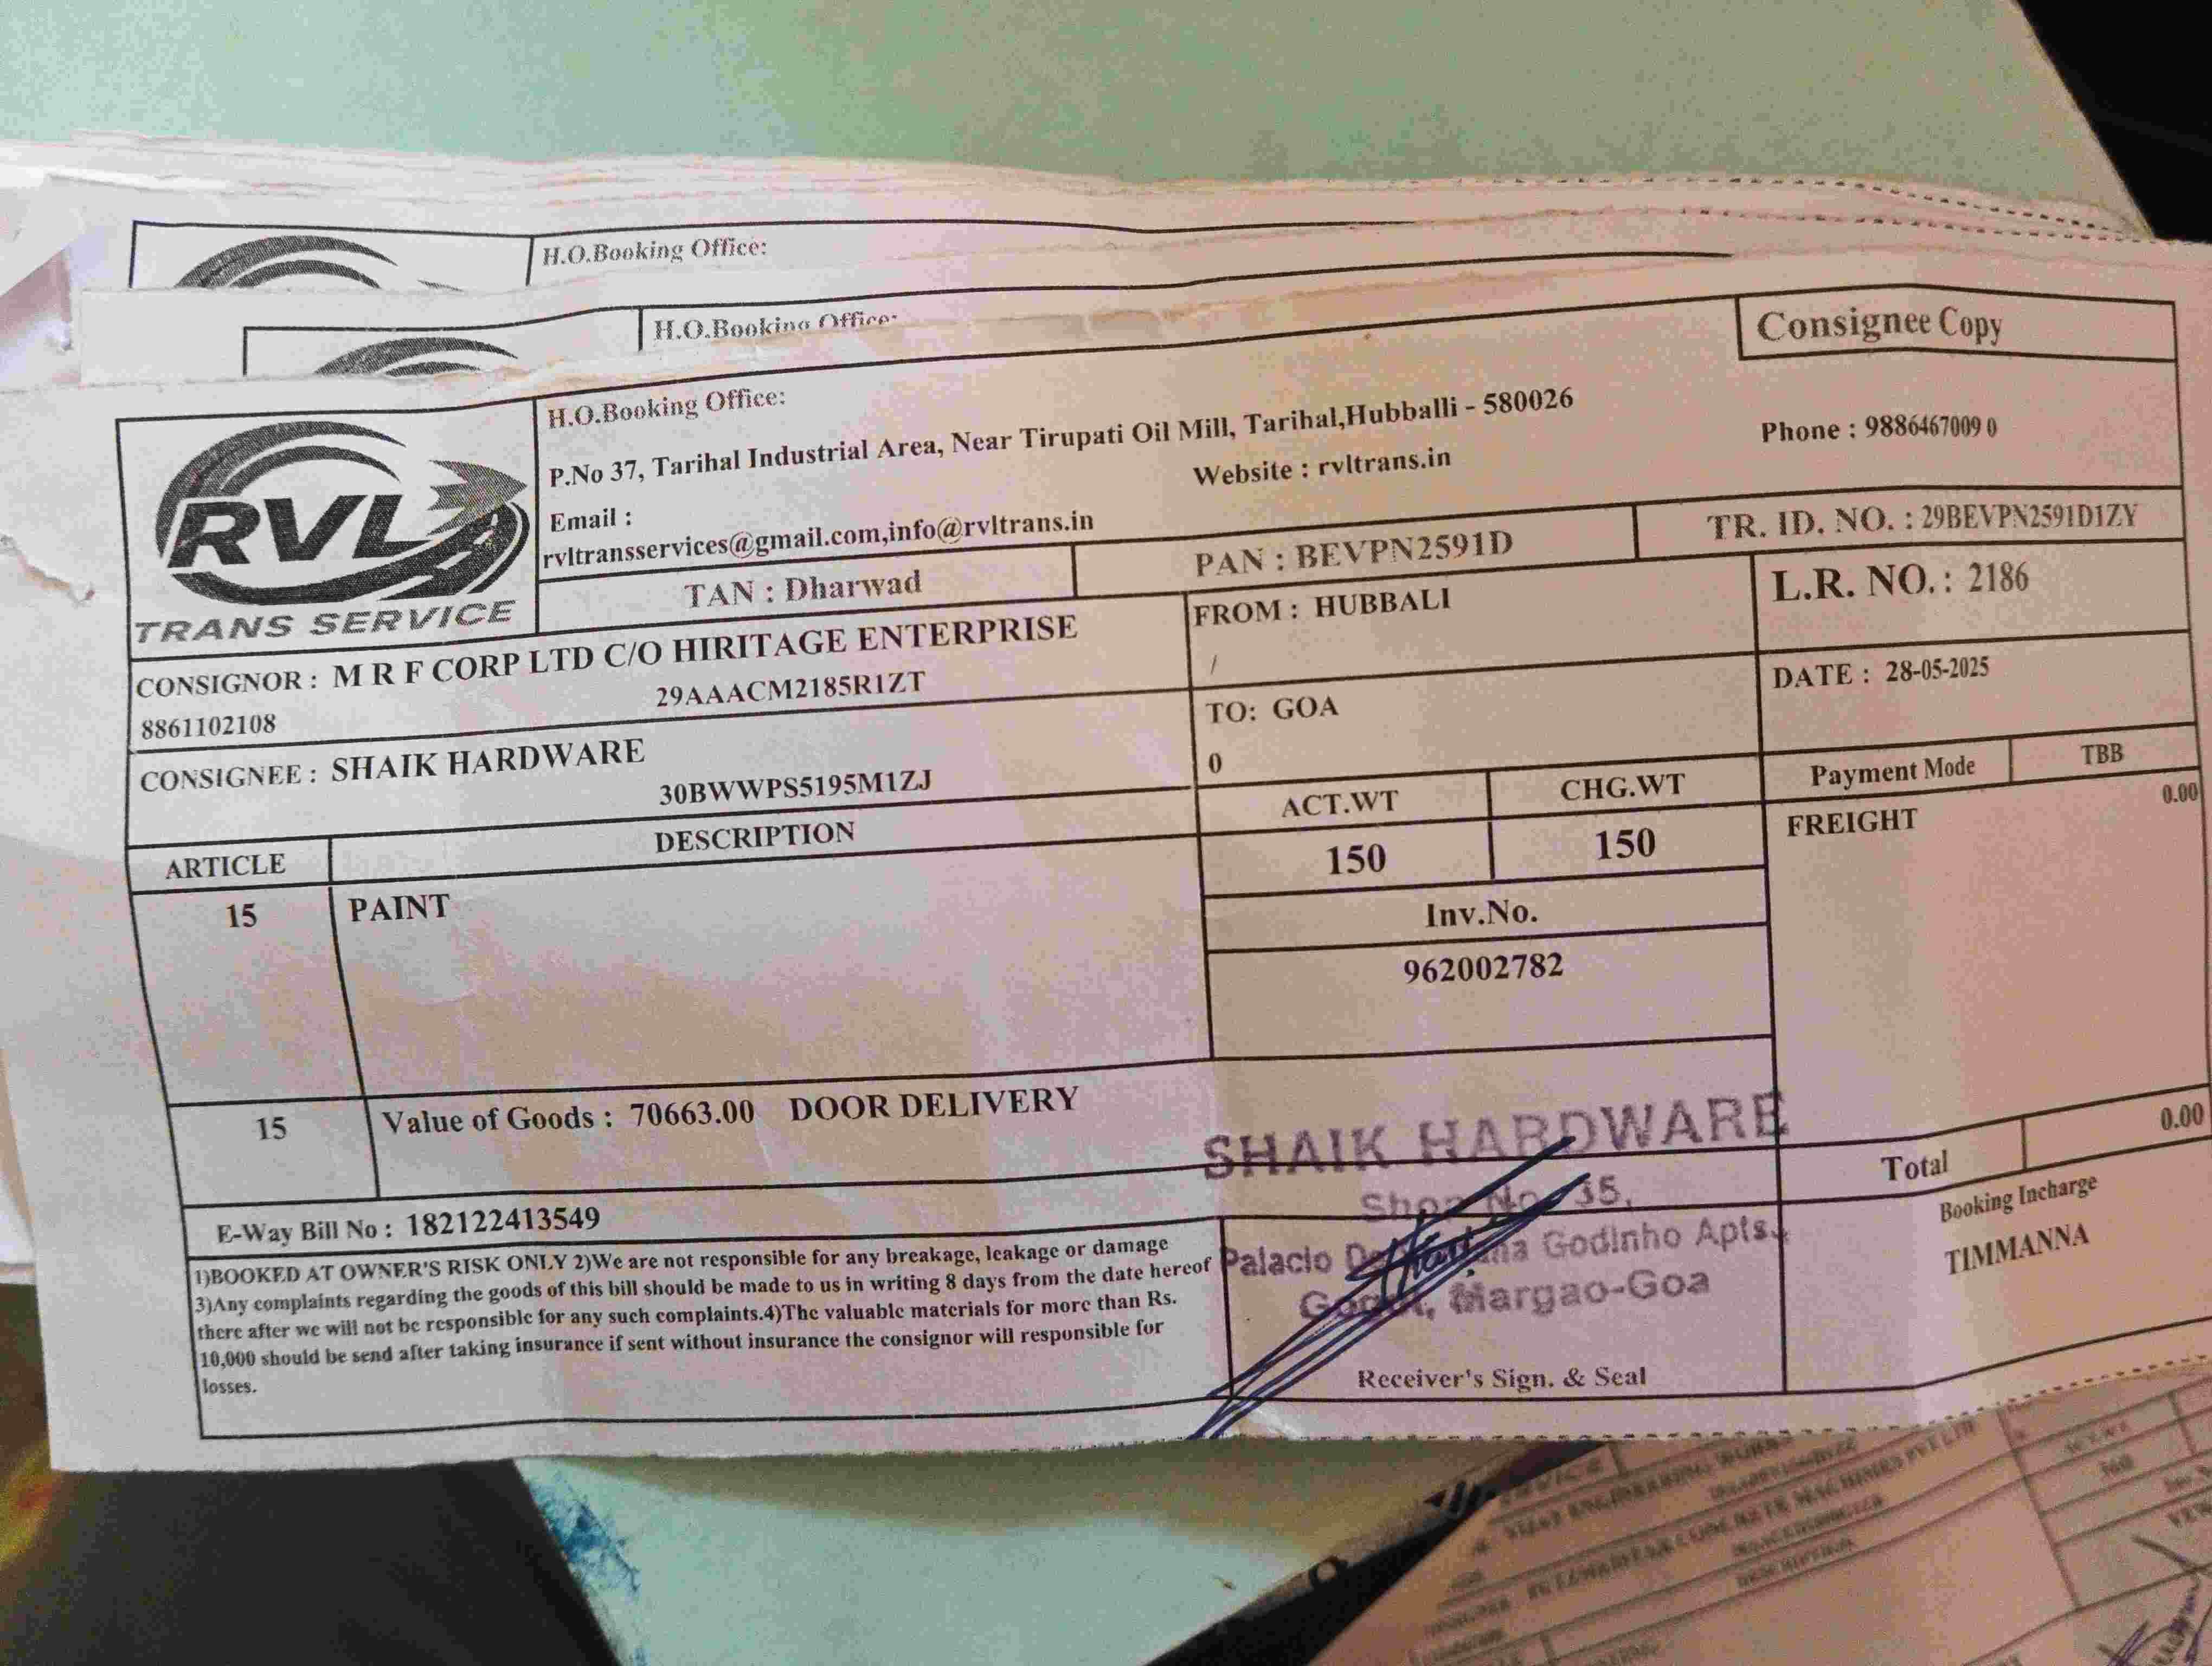 H.O.Booking Office:
H.O.Booking Office:
Consignee Copy
H.O.Booking Office:
P.No 37, Tarihal Industrial Area, Near Tirupati Oil Mill, Tarihal,Hubballi - 580026
Phone : 9886467009 0
Website : rvltrans.in
Email :
rvltransservices@gmail.com,info@rvltrans.in
RVL
TRANS SERVICE
TAN : Dharwad
PAN : BEVPN2591D
TR. ID. NO. : 29BEVPN2591D1ZY
CONSIGNOR : M R F CORP LTD C/O HIRITAGE ENTERPRISE
29AAACM2185R1ZT
8861102108
FROM : HUBBALI
/
L.R. NO. : 2186
CONSIGNEE : SHAIK HARDWARE
30BWWPS5195M1ZJ
TO: GOA
0
DATE : 28-05-2025
ARTICLE
DESCRIPTION
ACT.WT
CHG.WT
Payment Mode
TBB
15
PAINT
150
150
FREIGHT
0.00
Inv.No.
962002782
15
Value of Goods : 70663.00 DOOR DELIVERY
Total
0.00
E-Way Bill No : 182122413549
1)BOOKED AT OWNER'S RISK ONLY 2)We are not responsible for any breakage, leakage or damage
3)Any complaints regarding the goods of this bill should be made to us in writing 8 days from the date hereof
there after we will not be responsible for any such complaints.4)The valuable materials for more than Rs.
10,000 should be send after taking insurance if sent without insurance the consignor will responsible for
losses.
SHAIK HARDWARE
Shop No. 35,
Palacio Godinho Apts.,
Margao-Goa
Receiver's Sign. & Seal
Booking Incharge
TIMMANNA